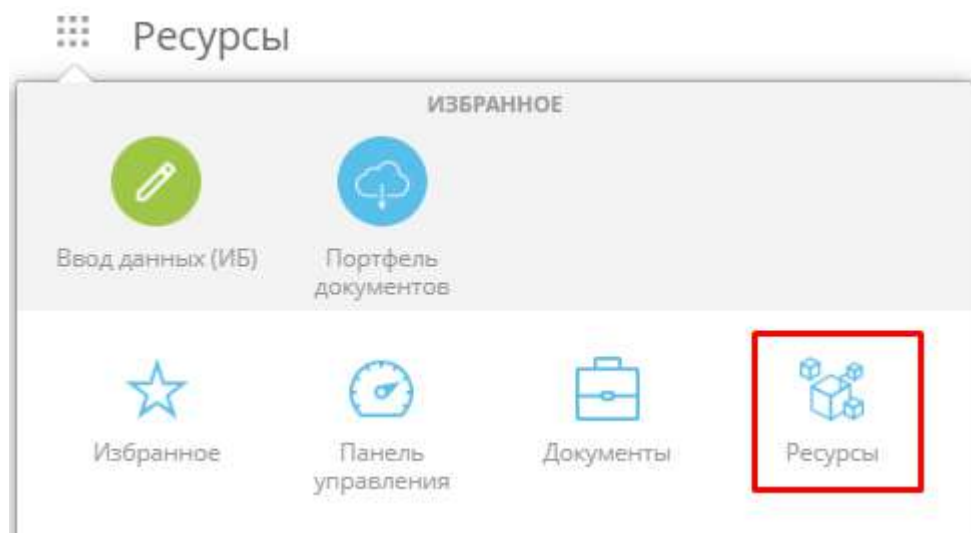 Ресурсы
ИЗБРАННОЕ
Ввод данных (ИБ)
Портфель
документов
Избранное
Панель
управления
Документы
Ресурсы